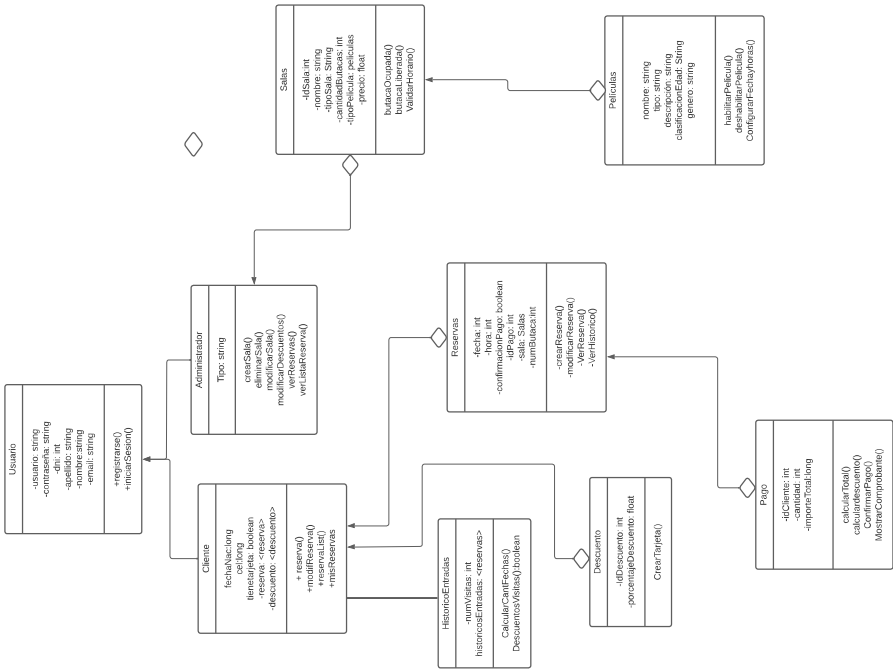 Usuario
-usuario: string
-contraseña: string
-dni: int
-apellido: string
-nombre:string
-email: string
+registrarse()
+iniciarSesion()
Cliente
fechaNac:long
cel:long
tienetarjeta: boolean
-reserva: <reserva>
-descuento: <descuento>
+ reserva()
+modifReserva()
+reservaList()
+misReservas
Administrador
Tipo: string
crearSala()
eliminarSala()
modificarSala()
modificarDescuentos()
verReservas()
verListaReserva()
Salas
-IdSala:int
-nombre: string
-tipoSala: String
-cantidadButacas: int
-tipoPelicula: peliculas
-precio: float
butacaOcupada()
butacaLiberada()
ValidarHorario()
HistoricoEntradas
-numVisitas: int
historicosEntradas: <reservas>
CalcularCantFechas()
DescuentosVisitas():boolean
Reservas
-fecha: int
-hora: int
-confirmacionPago: boolean
-idPago: int
-sala: Salas
-numButaca:int
-crearReserva()
-modificarReserva()
-VerReserva()
-VerHistorico()
Descuento
-idDescuento: int
-porcentajeDescuento: float
CrearTarjeta()
Peliculas
nombre: string
tipo: string
descripción: string
clasificacionEdad: String
genero: string
habilitarPelicula()
deshabilitarPelicula()
ConfigurarFechayhoras()
Pago
-idCliente: int
-cantidad: int
-importeTotal:long
calcularTotal()
calculardescuento()
ConfirmarPago()
MostrarComprobante()